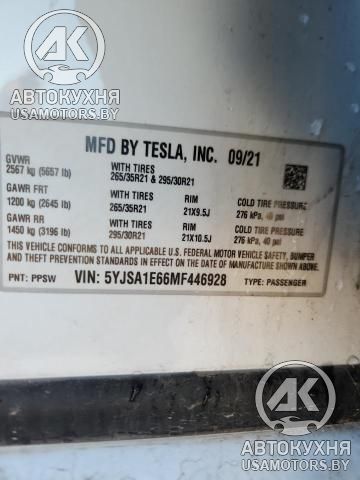 АК
АВТОКУХНЯ
USAMOTORS.BY
MFD BY TESLA, INC. 09/21
GVWR
2567 kg (5657 lb)
WITH TIRES
265/35R21 & 295/30R21
GAWR FRT
1200 kg (2645 lb)
WITH TIRES
265/35R21
RIM
21X9.5J
COLD TIRE PRESSURE
276 kPa, 40 psi
GAWR RR
1450 kg (3196 lb)
WITH TIRES
295/30R21
RIM
21X10.5J
COLD TIRE PRESSURE
276 kPa, 40 psi
THIS VEHICLE CONFORMS TO ALL APPLICABLE
U.S. FEDERAL MOTOR VEHICLE SAFETY, BUMPER
AND THEFT PREVENTION STANDARDS IN EFFECT
ON THE DATE OF MANUFACTURE SHOWN ABOVE.
PNT: PPSW
VIN: 5YJSA1E66MF446928
TYPE: PASSENGER
АК
АВТОКУХНЯ
USAMOTORS.BY